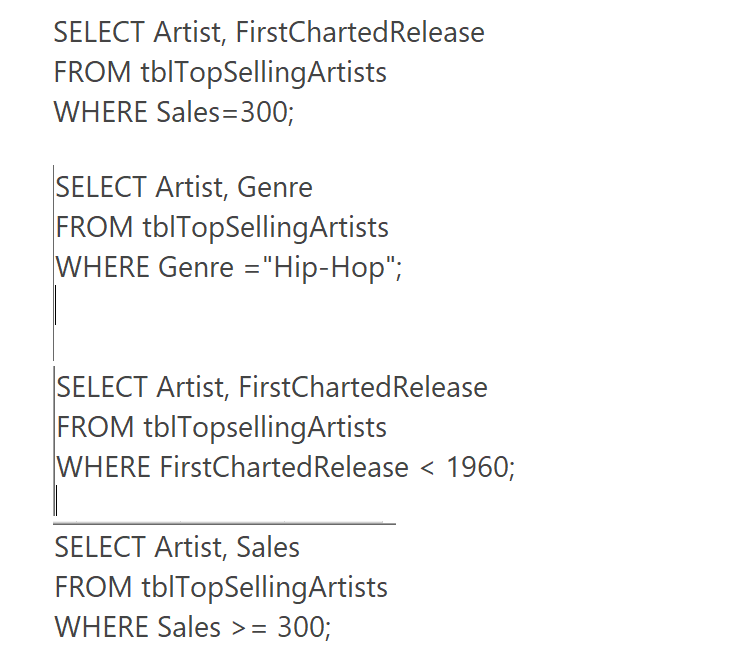 SELECT Artist, FirstChartedRelease
FROM tblTopSellingArtists
WHERE Sales=300;
SELECT Artist, Genre
FROM tblTopSellingArtists
WHERE Genre ="Hip-Hop";
SELECT Artist, FirstChartedRelease
FROM tblTopsellingArtists
WHERE FirstChartedRelease < 1960;
SELECT Artist, Sales
FROM tblTopSellingArtists
WHERE Sales >= 300;